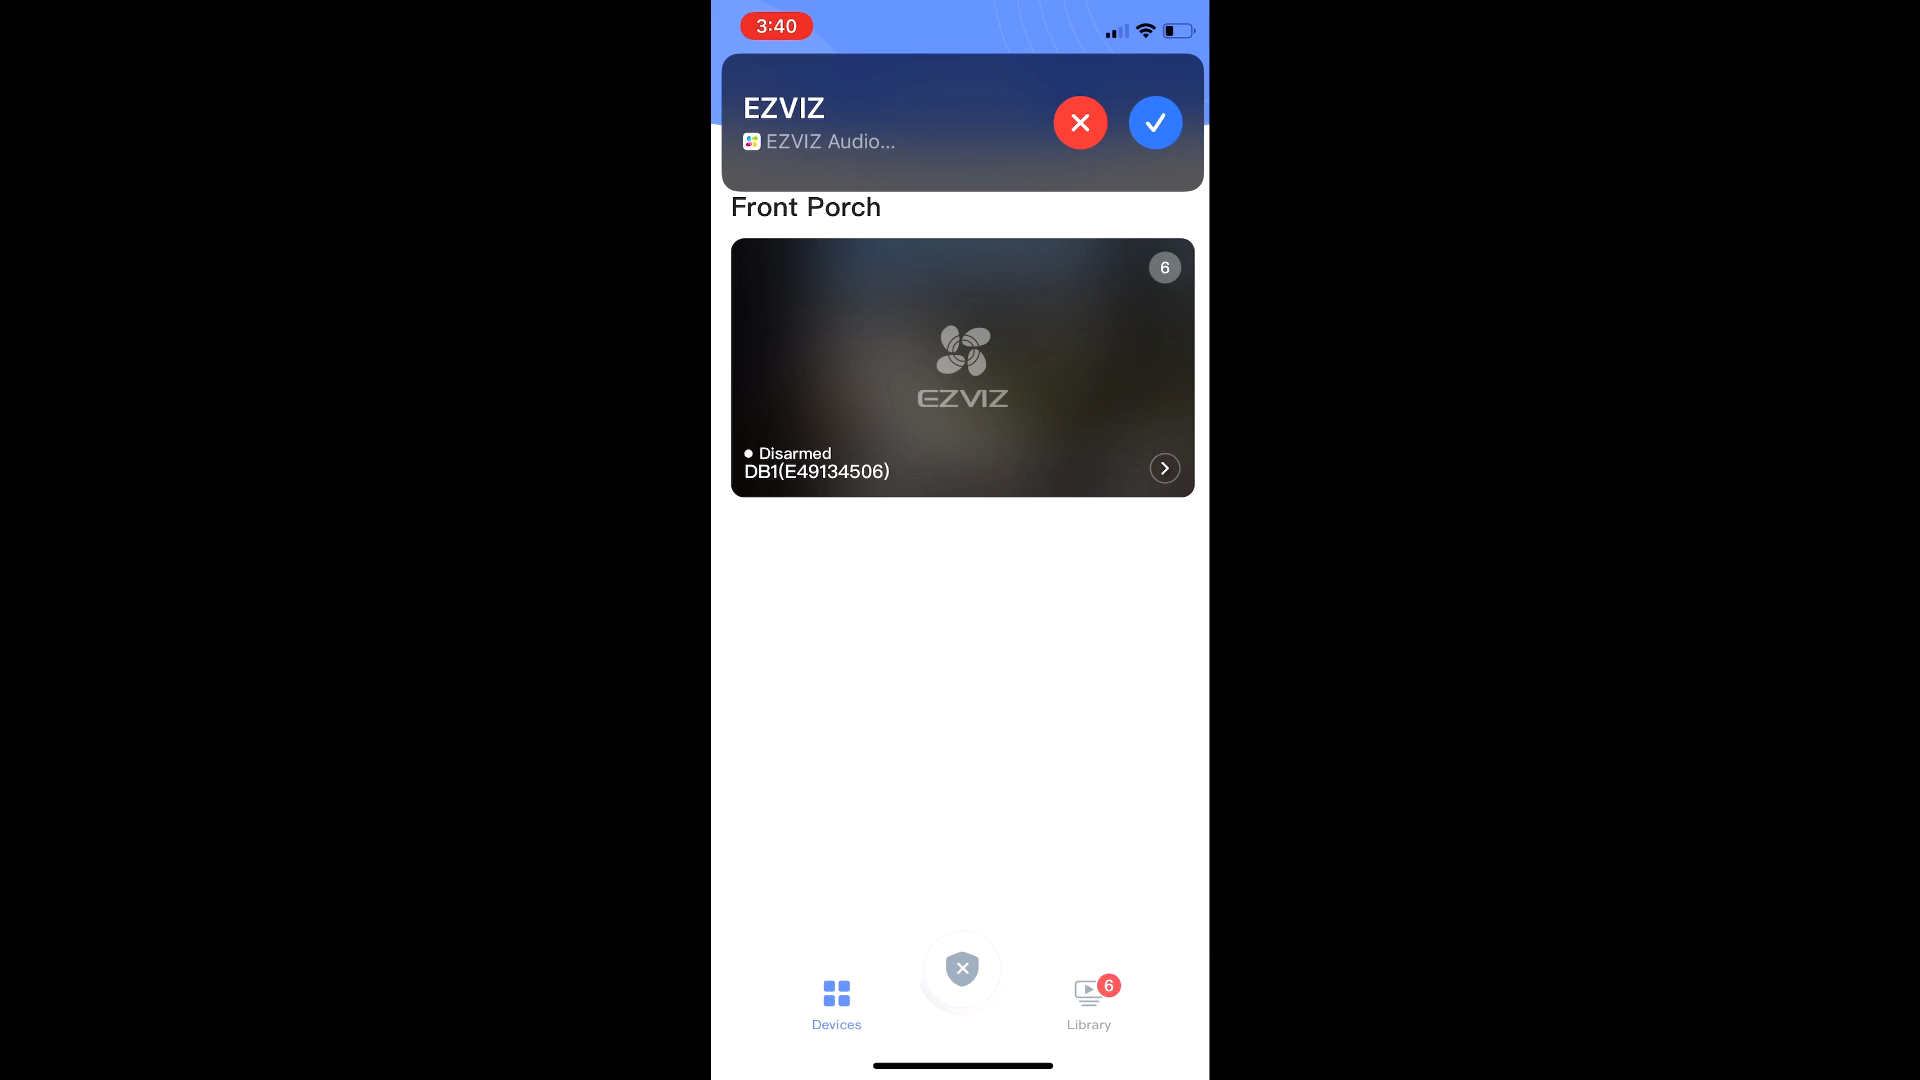 3:40
EZVIZ
EZVIZ Audio...
Front Porch
6
EZVIZ
Disarmed
DB1(E49134506)
6
Devices
Library